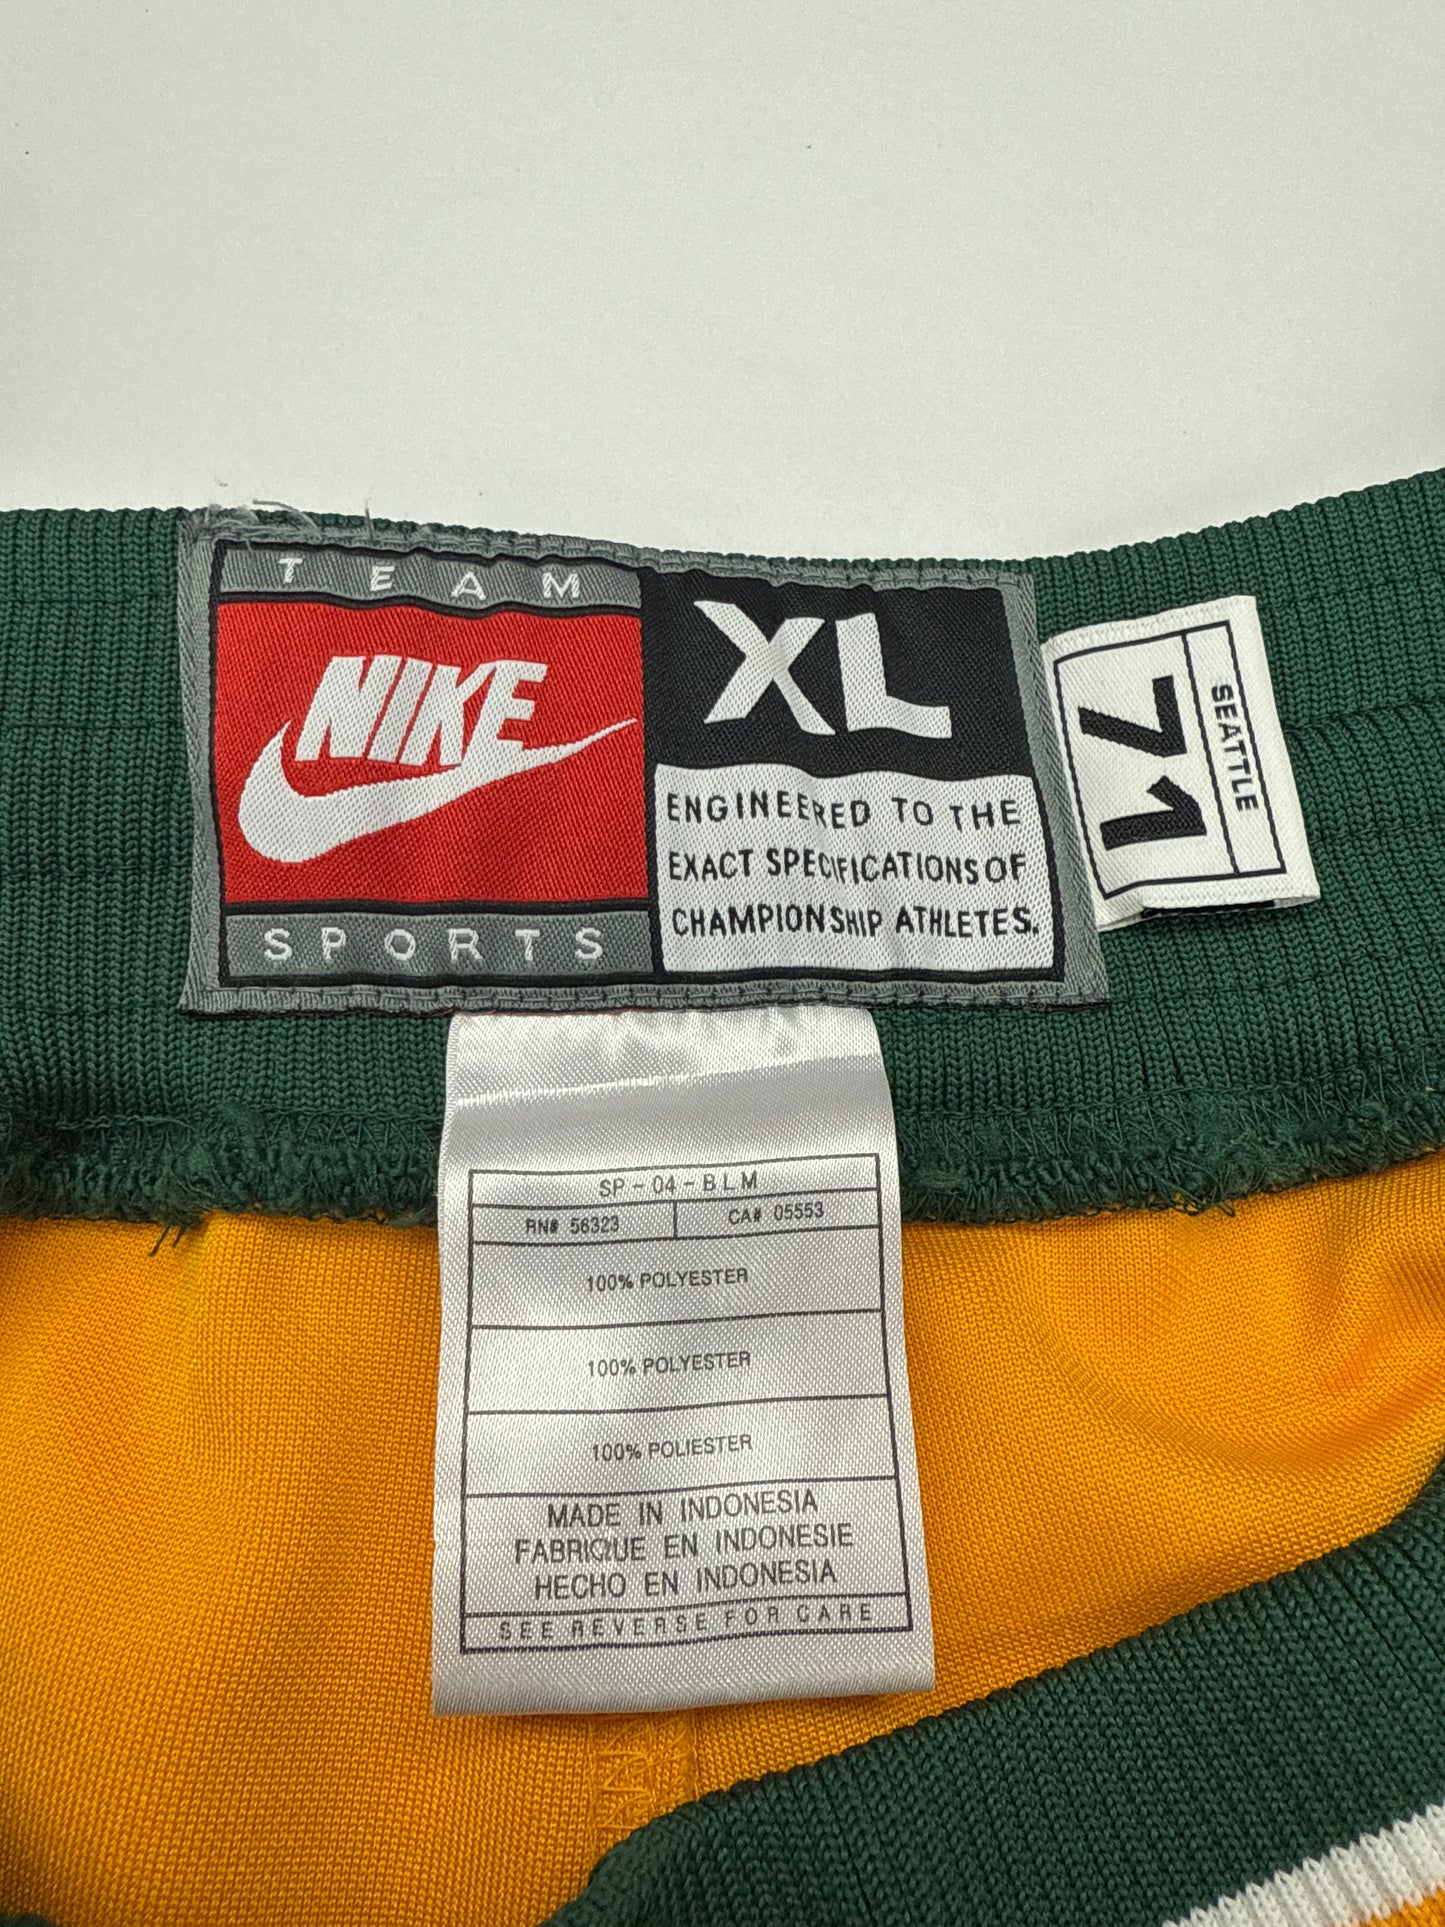 TEAM
NIKE
SPORTS
XL
ENGINEERED TO THE
EXACT SPECIFICATIONS OF
CHAMPIONSHIP ATHLETES.
71
SEATTLE
SP-04-BLM
RN# 56323
CA# 05553
100% POLYESTER
100% POLYESTER
100% POLIESTER
MADE IN INDONESIA
FABRIQUE EN INDONESIE
HECHO EN INDONESIA
SEE REVERSE FOR CARE